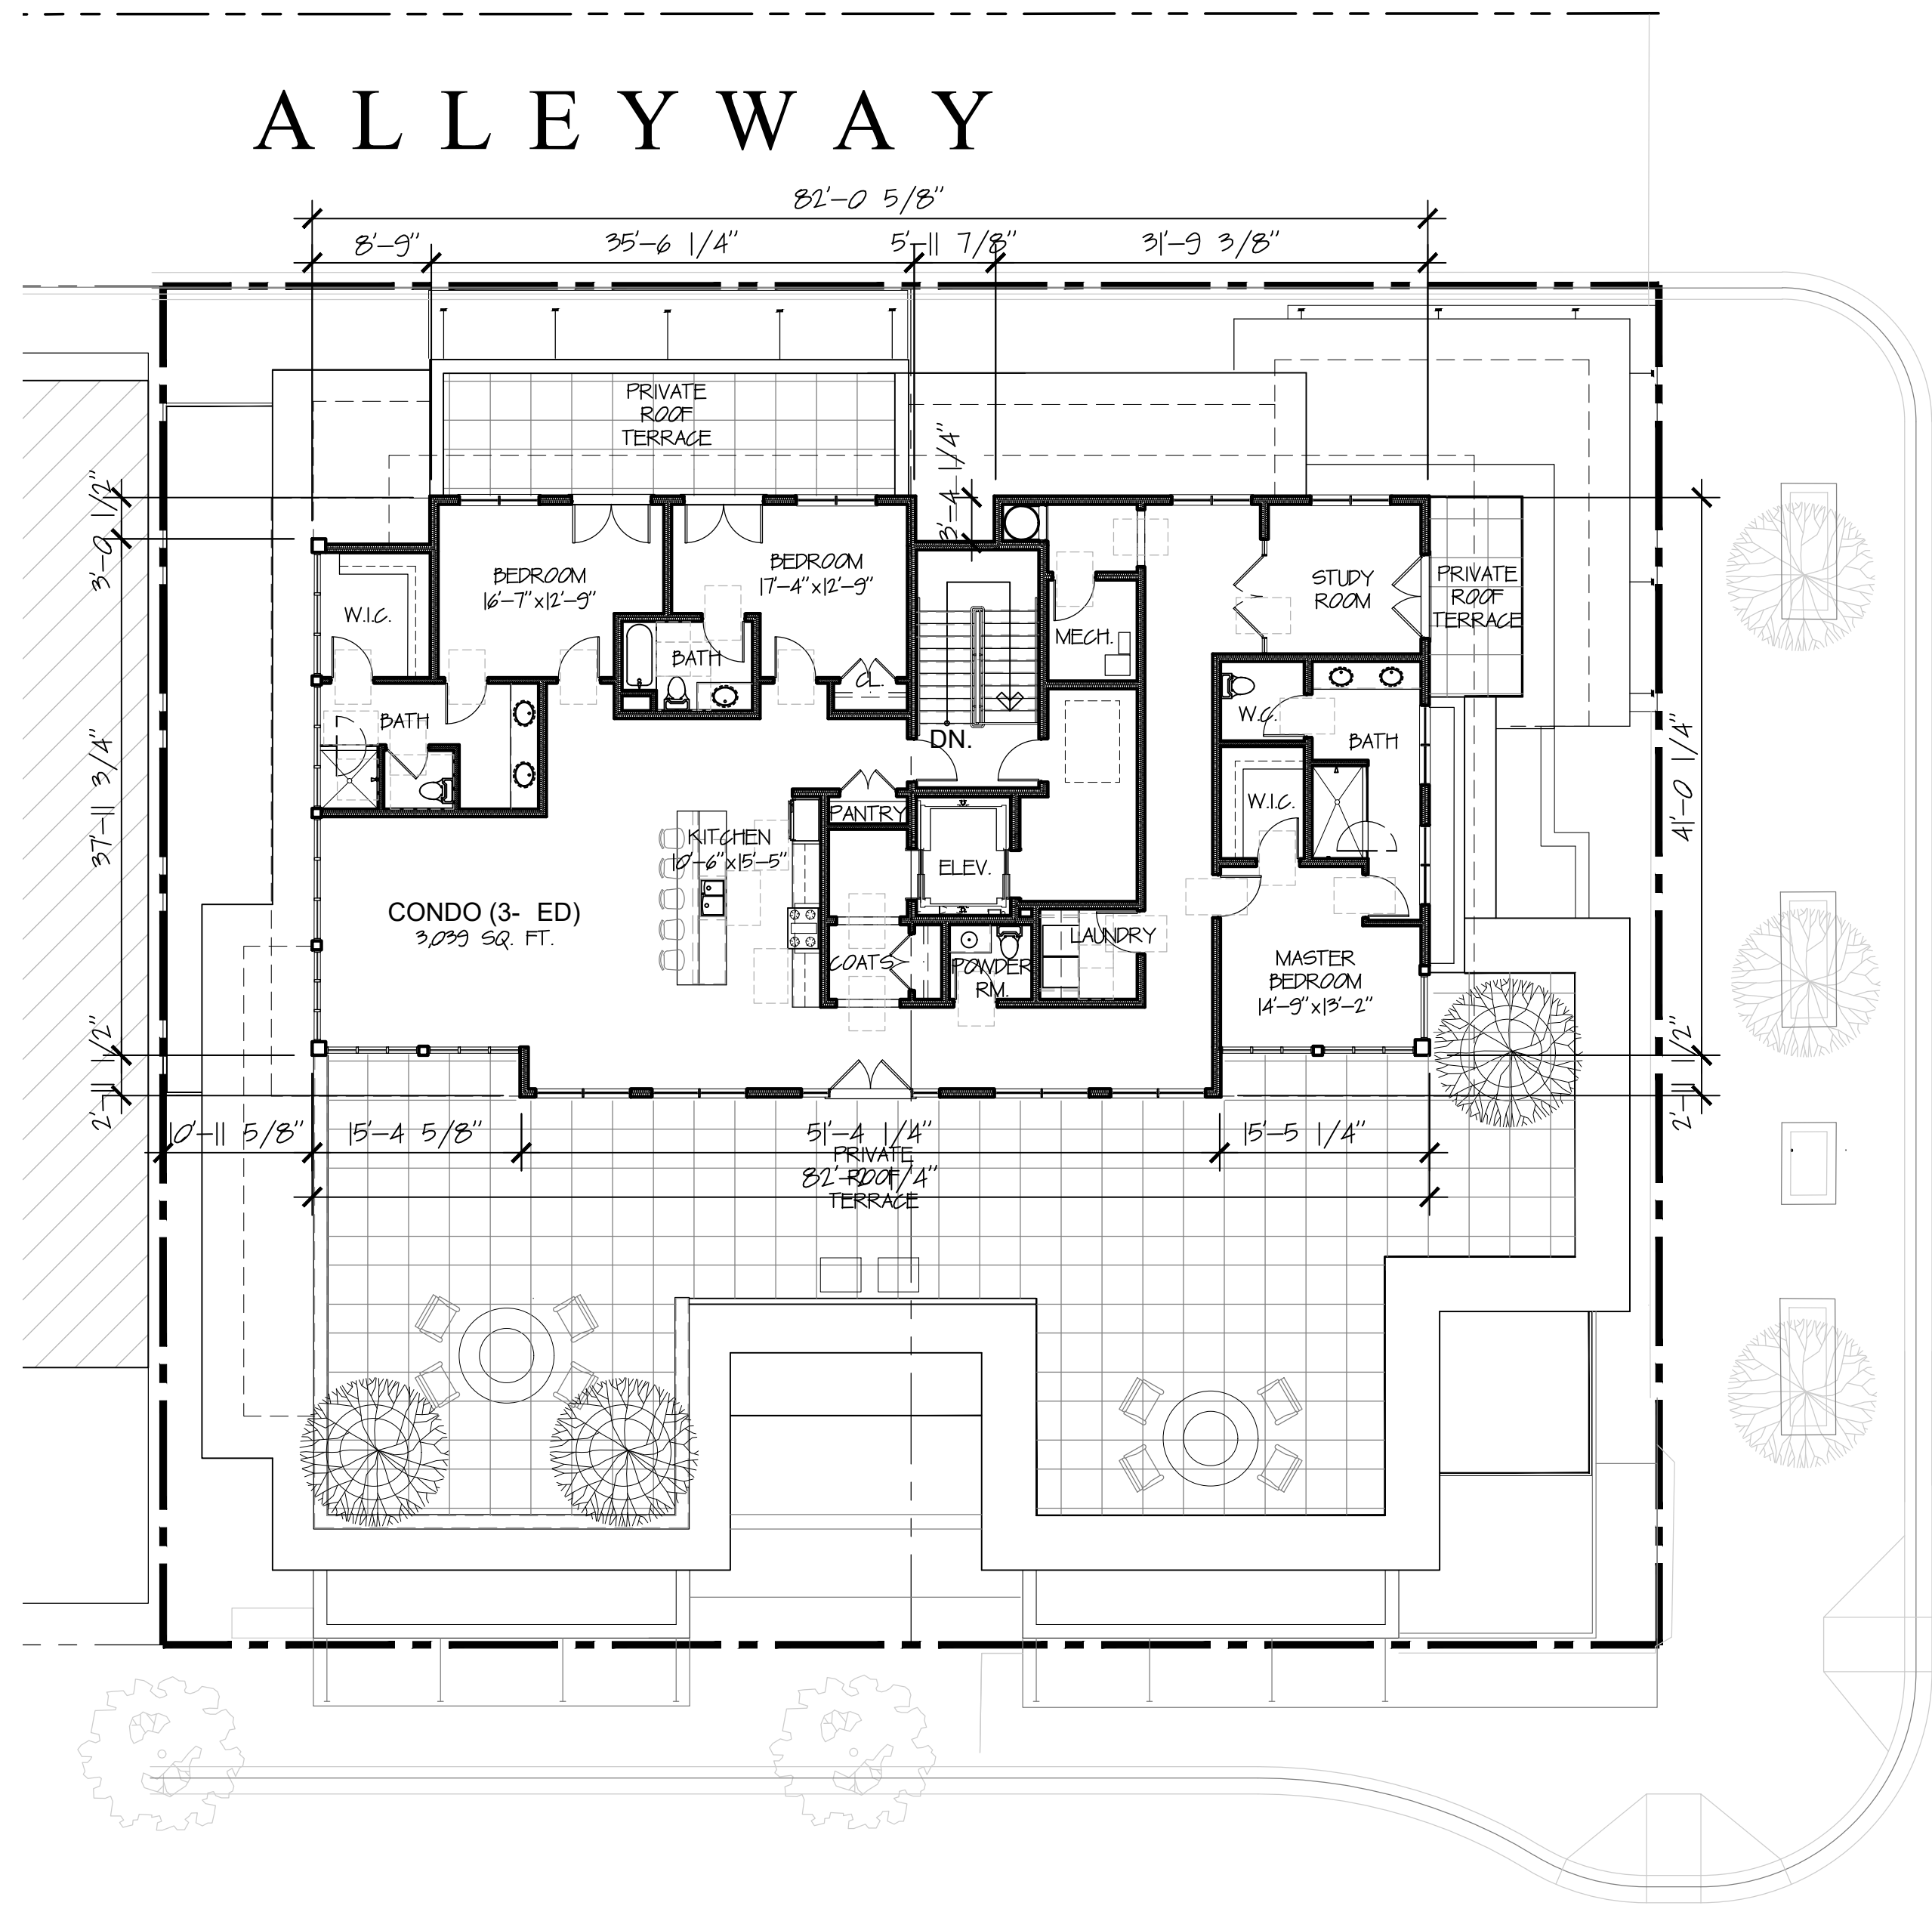 ALLEYWAY
82'-0 5/8"
8'-9"
35'-6 1/4"
5'-11 7/8"
31'-9 3/8"
PRIVATE
ROOF
TERRACE
3'-4 1/4"
3'-0 1/2"
BEDROOM
16'-7"x12'-9"
BEDROOM
17'-4"x12'-9"
STUDY
ROOM
PRIVATE
ROOF
TERRACE
W.I.C.
MECH.
BATH
CL.
BATH
W.C.
BATH
DN.
37'-11 3/4"
41'-0 1/4"
W.I.C.
PANTRY
KITCHEN
10'-6"x15'-5"
ELEV.
CONDO (3- ED)
3,039 SQ. FT.
COATS
POWDER
RM.
LAUNDRY
MASTER
BEDROOM
14'-9"x13'-2"
2'-11 1/2"
2'-11 1/2"
10'-11 5/8"
15'-4 5/8"
51'-4 1/4"
15'-5 1/4"
PRIVATE
ROOF
TERRACE